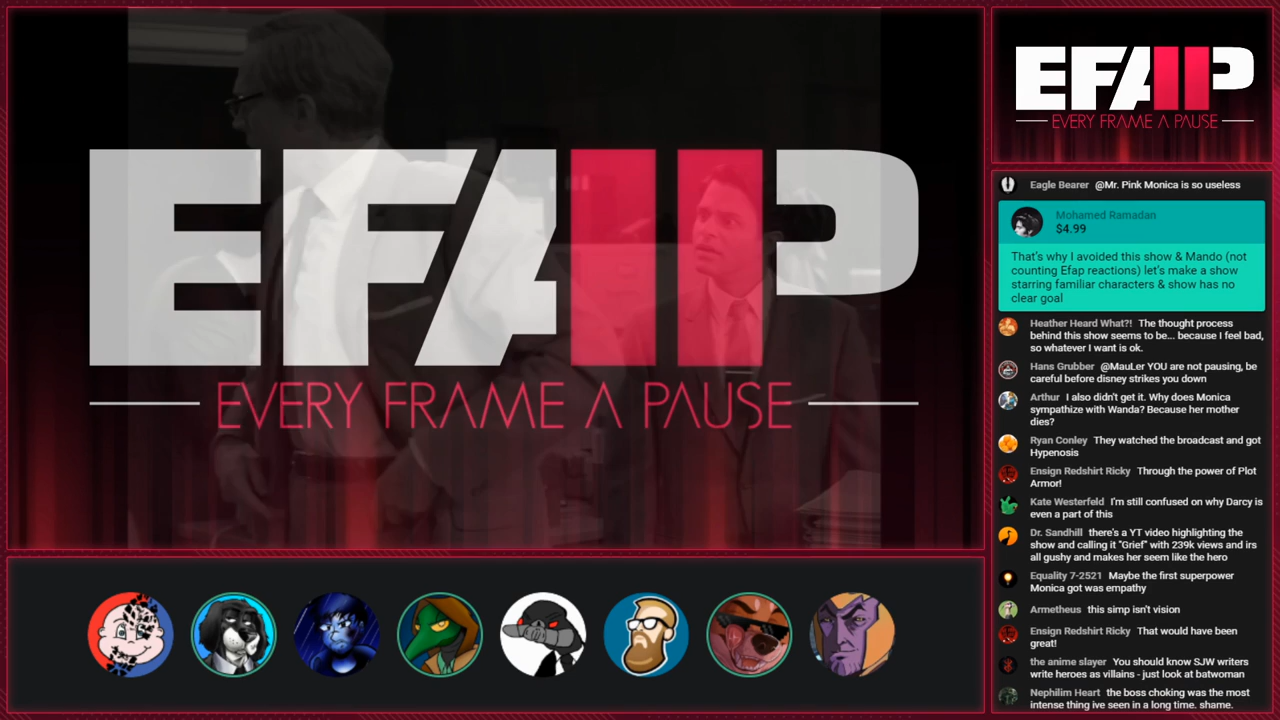 EFAP
EVERY FRAME A PAUSE
EFAP
EVERY FRAME A PAUSE
Eagle Bearer @Mr. Pink Monica is so useless
Mohamed Ramadan
$4.99
That's why I avoided this show & Mando (not
counting Efap reactions) let's make a show
starring familiar characters & show has no
clear goal
Heather Heard What?! The thought process
behind this show seems to be... because I feel bad,
so whatever I want is ok.
Hans Grubber @MauLer YOU are not pausing, be
careful before disney strikes you down
Arthur I also didn't get it. Why does Monica
sympathize with Wanda? Because her mother
dies?
Ryan Conley They watched the broadcast and got
Hypenosis
Ensign Redshirt Ricky Through the power of Plot
Armor!
Kate Westerfeld I'm still confused on why Darcy is
even a part of this
Dr. Sandhill there's a YT video highlighting the
show and calling it "Grief" with 239k views and irs
all gushy and makes her seem like the hero
Equality 7-2521 Maybe the first superpower
Monica got was empathy
Armetheus this simp isn't vision
Ensign Redshirt Ricky That would have been
great!
the anime slayer You should know SJW writers
write heroes as villains - just look at batwoman
Nephilim Heart the boss choking was the most
intense thing ive seen in a long time. shame.